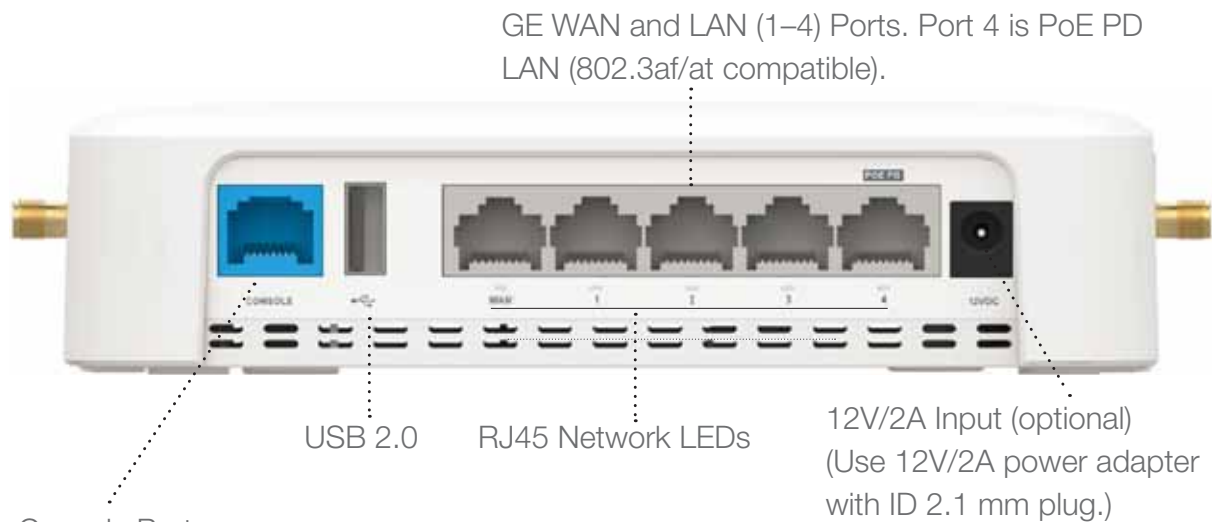 GE WAN and LAN (1–4) Ports. Port 4 is PoE PD
LAN (802.3af/at compatible).
POE PD
CONSOLE
WAN
1
2
3
4
12VDC
USB 2.0
RJ45 Network LEDs
12V/2A Input (optional)
(Use 12V/2A power adapter
with ID 2.1 mm plug.)